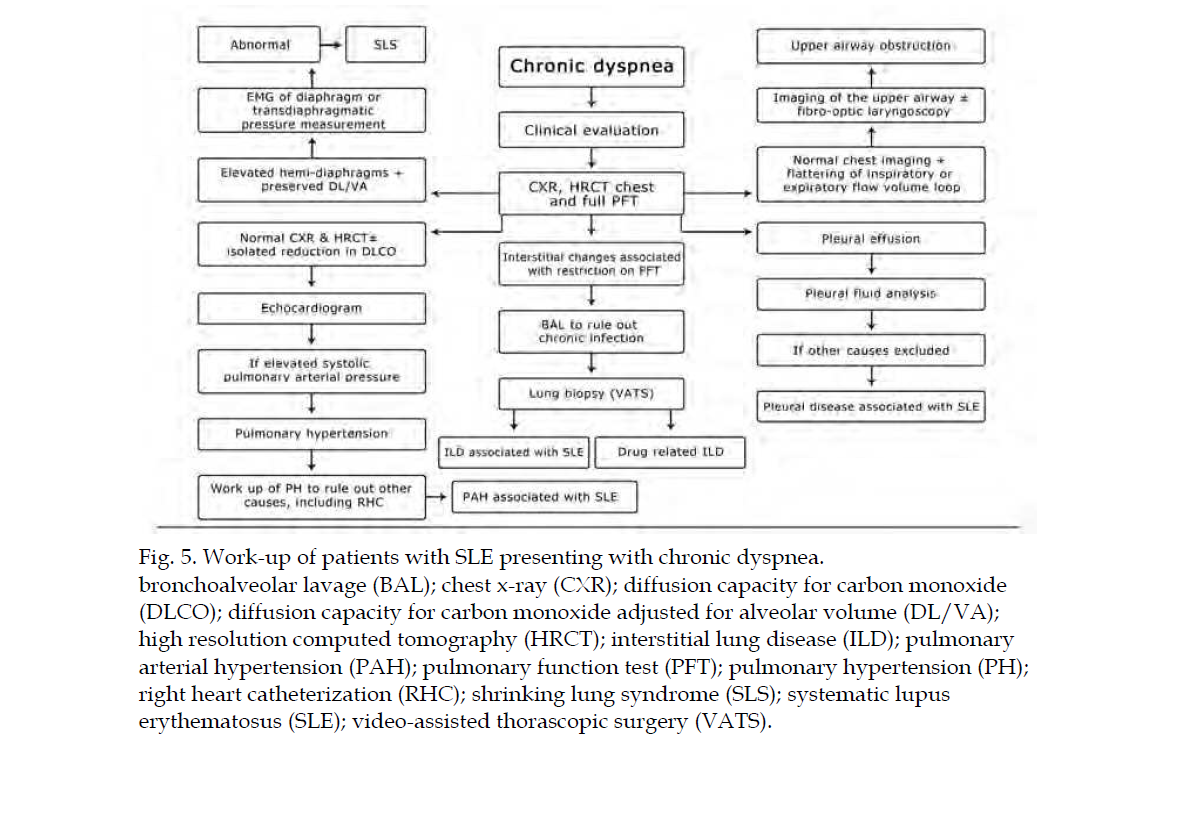 Abnormal
SLS
EMG of diaphragm or
transdiaphragmatic
pressure measurement
Elevated hemi-diaphragms +
preserved DL/VA
Normal CXR & HRCT±
isolated reduction in DLCO
Echocardiogram
If elevated systolic
pulmonary arterial pressure
Pulmonary hypertension
Work up of PH to rule out other
causes, including RHC
PAH associated with SLE
Chronic dyspnea
Clinical evaluation
CXR, HRCT chest
and full PFT
Interstitial changes associated
with restriction on PFT
BAL to rule out
chronic infection
Lung biopsy (VATS)
ILD associated with SLE
Drug related ILD
Upper airway obstruction
Imaging of the upper airway ±
fibro-optic laryngoscopy
Normal chest imaging +
flattering of inspiratory or
expiratory flow volume loop
Pleural effusion
Pleural fluid analysis
If other causes excluded
Pleural disease associated with SLE
Fig. 5. Work-up of patients with SLE presenting with chronic dyspnea.
bronchoalveolar lavage (BAL); chest x-ray (CXR); diffusion capacity for carbon monoxide
(DLCO); diffusion capacity for carbon monoxide adjusted for alveolar volume (DL/VA);
high resolution computed tomography (HRCT); interstitial lung disease (ILD); pulmonary
arterial hypertension (PAH); pulmonary function test (PFT); pulmonary hypertension (PH);
right heart catheterization (RHC); shrinking lung syndrome (SLS); systematic lupus
erythematosus (SLE); video-assisted thorascopic surgery (VATS).